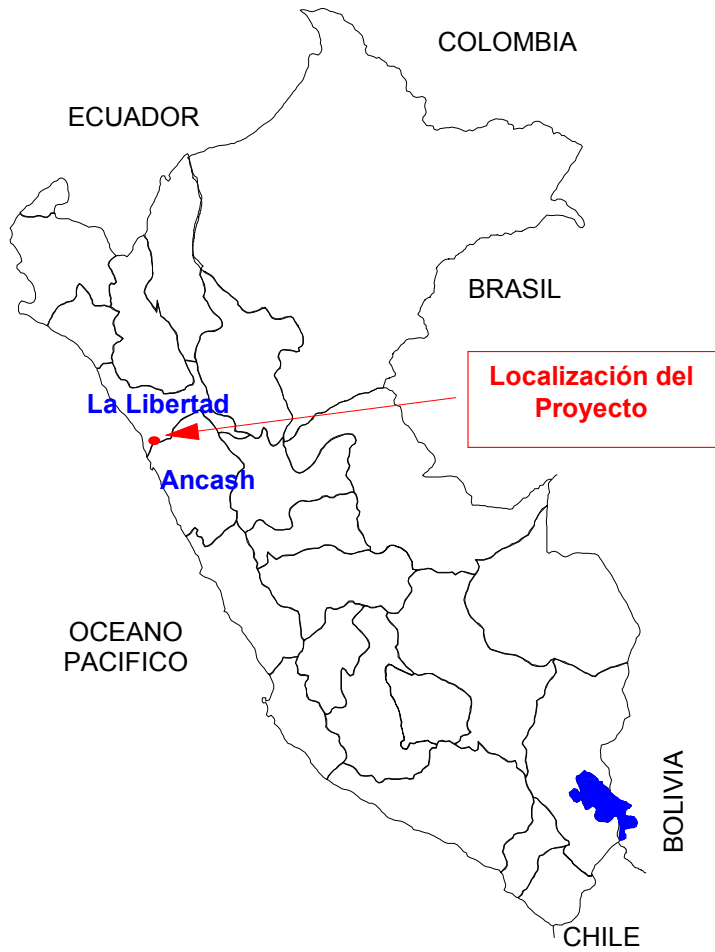 COLOMBIA
ECUADOR
BRASIL
Localización del
Proyecto
La Libertad
Ancash
OCEANO
PACIFICO
BOLIVIA
CHILE